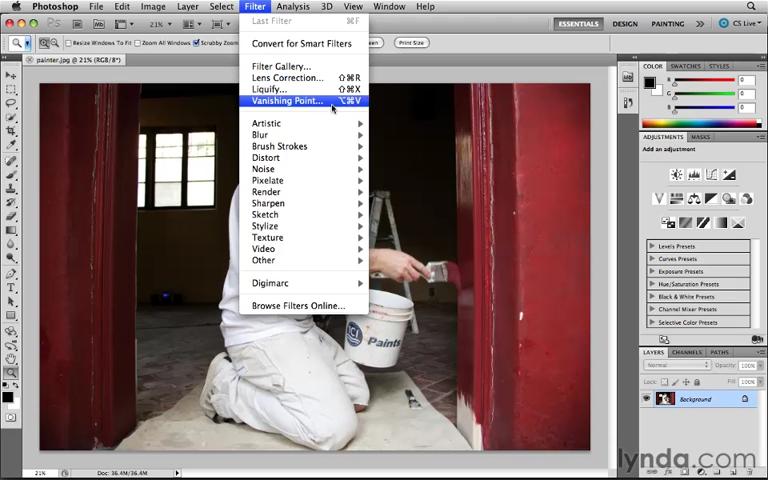 Photoshop File Edit Image Layer Select Filter Analysis 3D View Window Help
21% ESSENTIALS DESIGN PAINTING CS Live
Resize Windows To Fit Zoom All Windows Scrubby Zoom Print Size
painter.jpg @ 21% (RGB/8*)
Last Filter ⌘F
Convert for Smart Filters
Filter Gallery...
Lens Correction... ⇧⌘R
Liquify... ⇧⌘X
Vanishing Point... ⌥⌘V
Artistic
Blur
Brush Strokes
Distort
Noise
Pixelate
Render
Sharpen
Sketch
Stylize
Texture
Video
Other
Digimarc
Browse Filters Online...
Paints
COLOR SWATCHES STYLES
R 0
G 0
B 0
ADJUSTMENTS MASKS
Add an adjustment
Levels Presets
Curves Presets
Exposure Presets
Hue/Saturation Presets
Black & White Presets
Channel Mixer Presets
Selective Color Presets
LAYERS CHANNELS PATHS
Normal Opacity: 100%
Lock: Fill: 100%
Background
21% Doc: 36.4M/36.4M
lynda.com